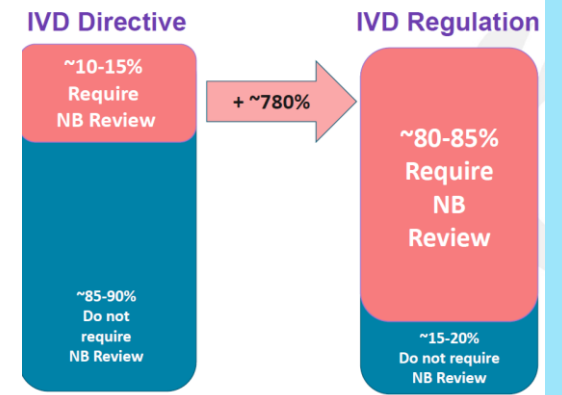 IVD Directive
~10-15%
Require
NB Review
~85-90%
Do not
require
NB Review
+ ~780%
IVD Regulation
~80-85%
Require
NB
Review
~15-20%
Do not require
NB Review